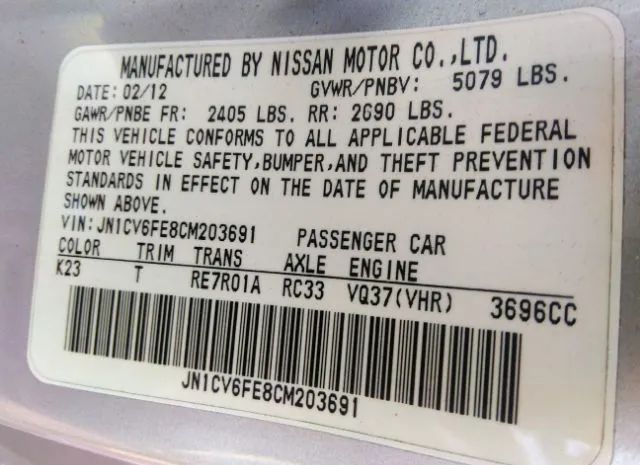 MANUFACTURED BY NISSAN MOTOR CO.,LTD.
DATE: 02/12 GVWR/PNBV: 5079 LBS.
GAWR/PNBE FR: 2405 LBS. RR: 2690 LBS.
THIS VEHICLE CONFORMS TO ALL APPLICABLE FEDERAL
MOTOR VEHICLE SAFETY,BUMPER,AND THEFT PREVENTION
STANDARDS IN EFFECT ON THE DATE OF MANUFACTURE
SHOWN ABOVE.
VIN: JN1CV6FE8CM203691 PASSENGER CAR
COLOR TRIM TRANS AXLE ENGINE
K23 T RE7R01A RC33 VQ37(VHR) 3696CC
JN1CV6FE8CM203691